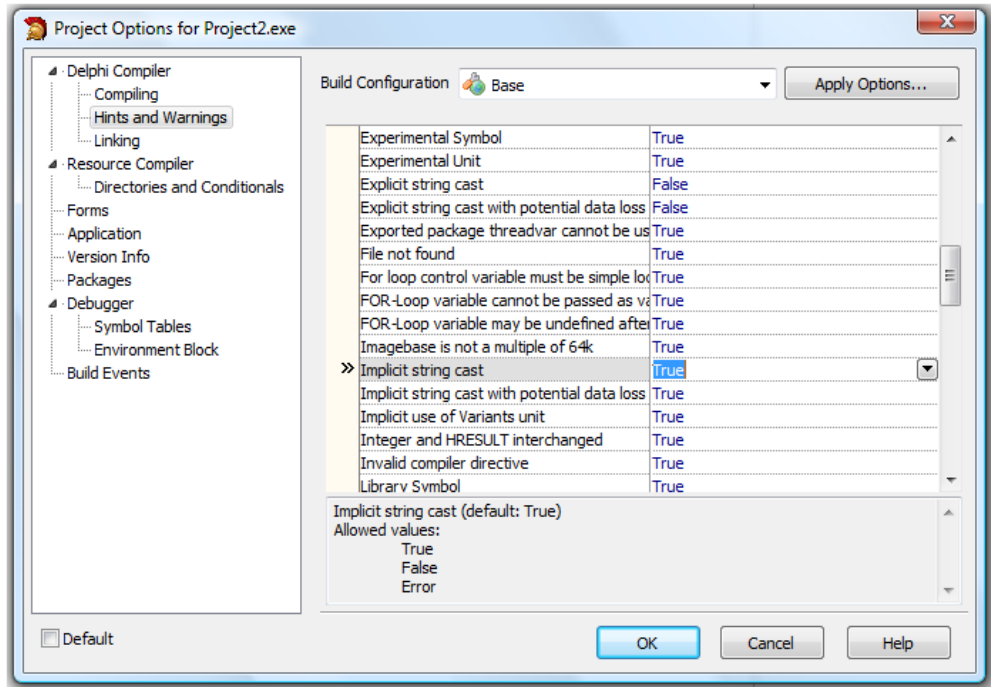 Project Options for Project2.exe
Delphi Compiler
Compiling
Hints and Warnings
Linking
Resource Compiler
Directories and Conditionals
Forms
Application
Version Info
Packages
Debugger
Symbol Tables
Environment Block
Build Events
Build Configuration Base Apply Options...
Experimental Symbol True
Experimental Unit True
Explicit string cast False
Explicit string cast with potential data loss False
Exported package threadvar cannot be us True
File not found True
For loop control variable must be simple loc True
FOR-Loop variable cannot be passed as va True
FOR-Loop variable may be undefined after True
Imagebase is not a multiple of 64k True
» Implicit string cast True
Implicit string cast with potential data loss True
Implicit use of Variants unit True
Integer and HRESULT interchanged True
Invalid compiler directive True
Library Symbol True
Implicit string cast (default: True)
Allowed values:
True
False
Error
Default OK Cancel Help